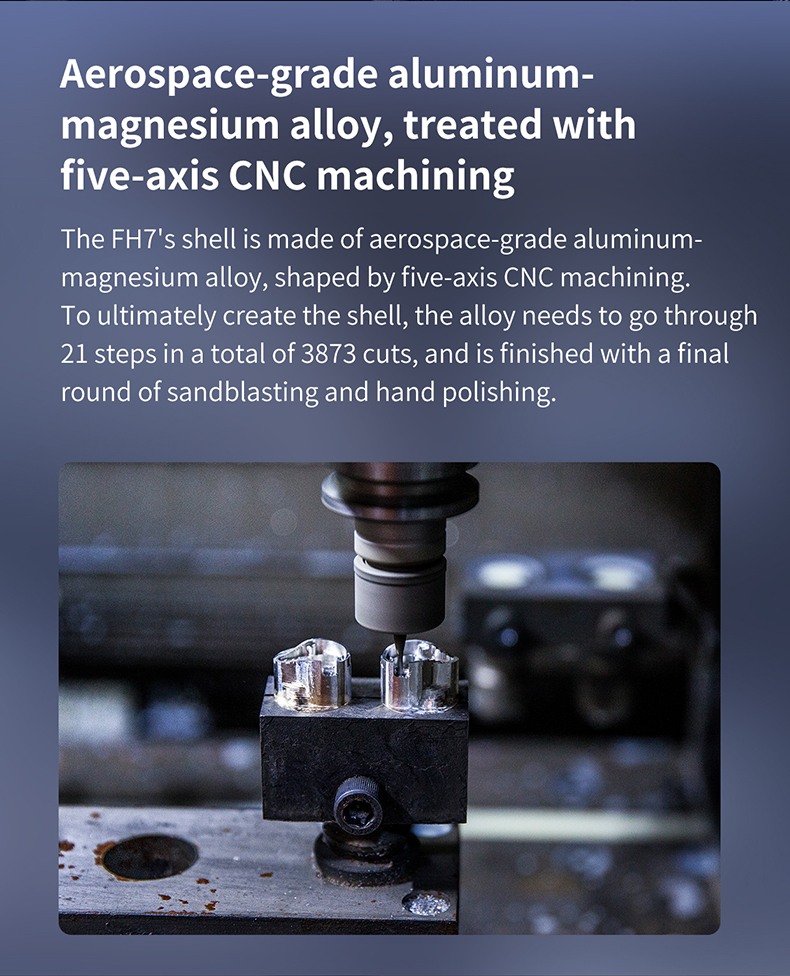 Aerospace-grade aluminum-
magnesium alloy, treated with
five-axis CNC machining
The FH7's shell is made of aerospace-grade aluminum-
magnesium alloy, shaped by five-axis CNC machining.
To ultimately create the shell, the alloy needs to go through
21 steps in a total of 3873 cuts, and is finished with a final
round of sandblasting and hand polishing.